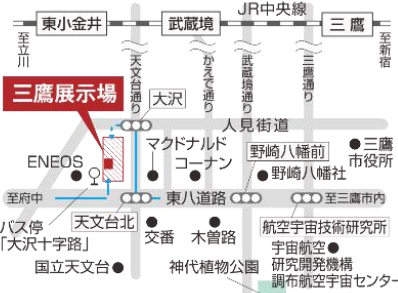 JR中央線
東小金井
武蔵境
三鷹
至立川
天文台通り
かえで通り
武蔵境通り
三鷹通り
至新宿
三鷹展示場
大沢
人見街道
ENEOS
マクドナルド
コーナン
野崎八幡前
三鷹
市役所
野崎八幡社
至府中
東八道路
至三鷹市内
バス停
「大沢十字路」
天文台北
交番
木曽路
航空宇宙技術研究所
国立天文台
神代植物公園
宇宙航空
研究開発機構
調布航空宇宙センター